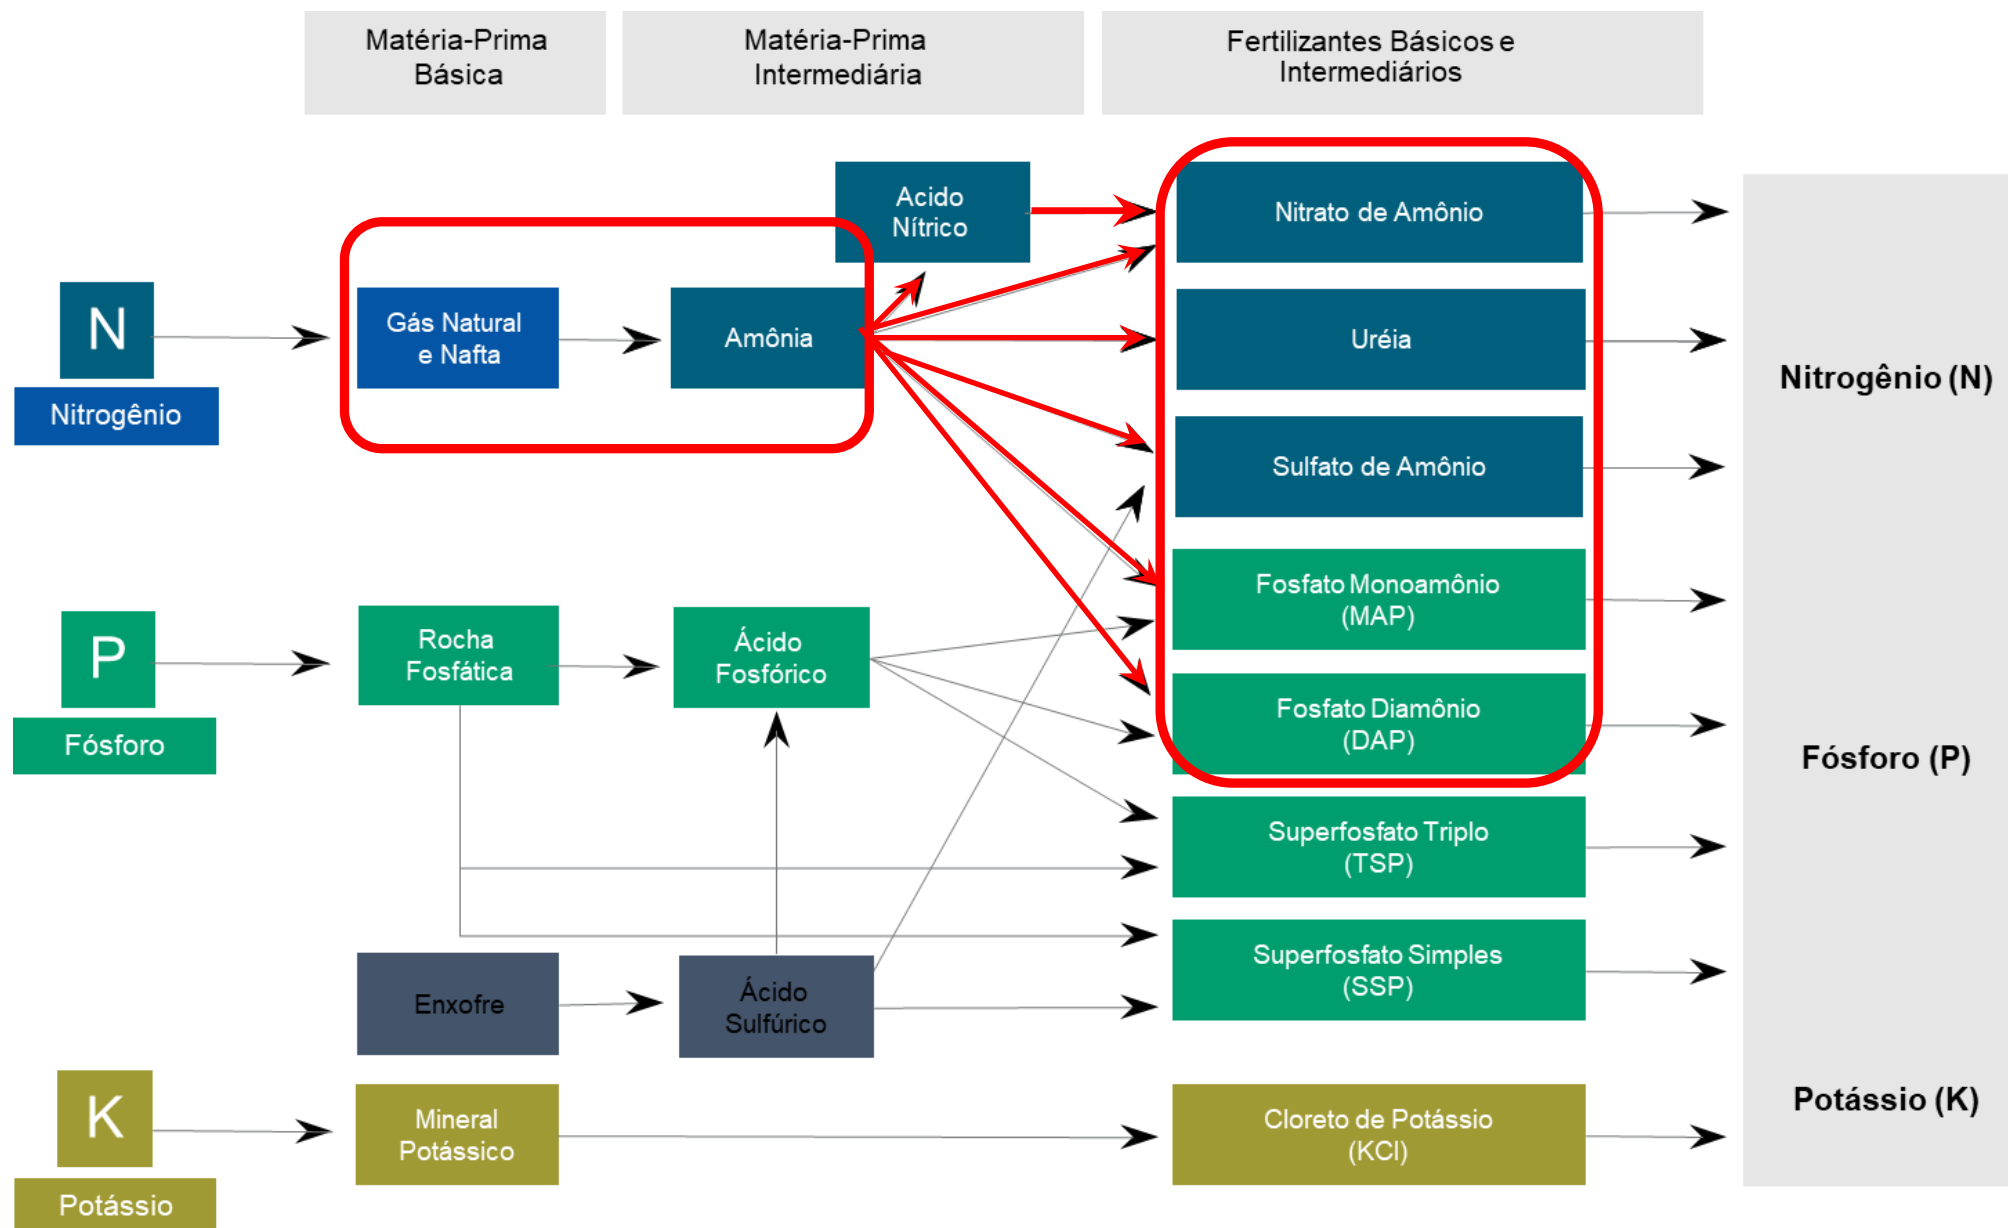 Matéria-Prima
Básica
Matéria-Prima
Intermediária
Fertilizantes Básicos e
Intermediários
Acido
Nítrico
Nitrato de Amônio
N
Nitrogênio
Gás Natural
e Nafta
Amônia
Uréia
Nitrogênio (N)
Sulfato de Amônio
Fosfato Monoamônio
(MAP)
P
Fósforo
Rocha
Fosfática
Ácido
Fosfórico
Fosfato Diamônio
(DAP)
Fósforo (P)
Superfosfato Triplo
(TSP)
Enxofre
Ácido
Sulfúrico
Superfosfato Simples
(SSP)
K
Potássio
Mineral
Potássico
Cloreto de Potássio
(KCl)
Potássio (K)